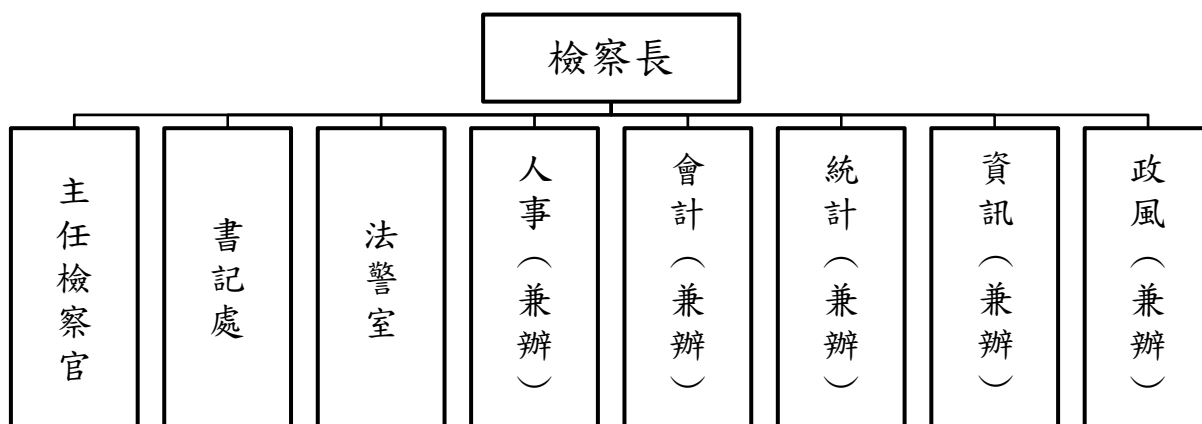 檢察長
主任檢察官
書記處
法警室
人事（兼辦）
會計（兼辦）
統計（兼辦）
資訊（兼辦）
政風（兼辦）